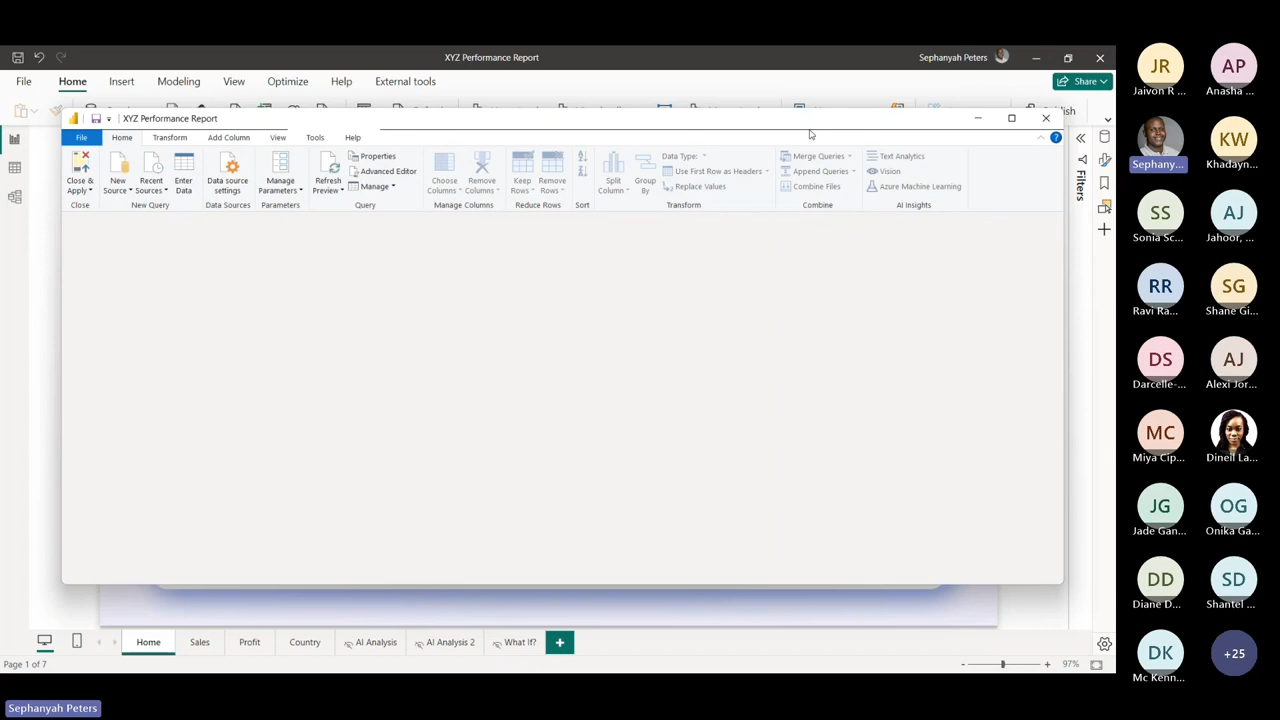 XYZ Performance Report
Sephanyah Peters
File Home Insert Modeling View Optimize Help External tools
Share
XYZ Performance Report
File Home Transform Add Column View Tools Help
Close & Apply
New Source
Recent Sources
Enter Data
Data source settings
Manage Parameters
Refresh Preview
Properties
Advanced Editor
Manage
Choose Columns
Remove Columns
Keep Rows
Remove Rows
Split Column
Group By
Data Type:
Use First Row as Headers
Replace Values
Merge Queries
Append Queries
Combine Files
Text Analytics
Vision
Azure Machine Learning
Close
New Query
Data Sources
Parameters
Query
Manage Columns
Reduce Rows
Sort
Transform
Combine
AI Insights
Filters
Home Sales Profit Country AI Analysis AI Analysis 2 What If?
Page 1 of 7
97%
Sephanyah Peters
JR
Jaivon R ...
AP
Anasha ...
Sephany...
KW
Khadayn...
SS
Sonia Sc...
AJ
Jahoor, ...
RR
Ravi Ra...
SG
Shane Gi...
DS
Darcelle-...
AJ
Alexi Jor...
MC
Miya Cip...
Dinell La...
JG
Jade Gan...
OG
Onika Ga...
DD
Diane D...
SD
Shantel ...
DK
Mc Kenn...
+25